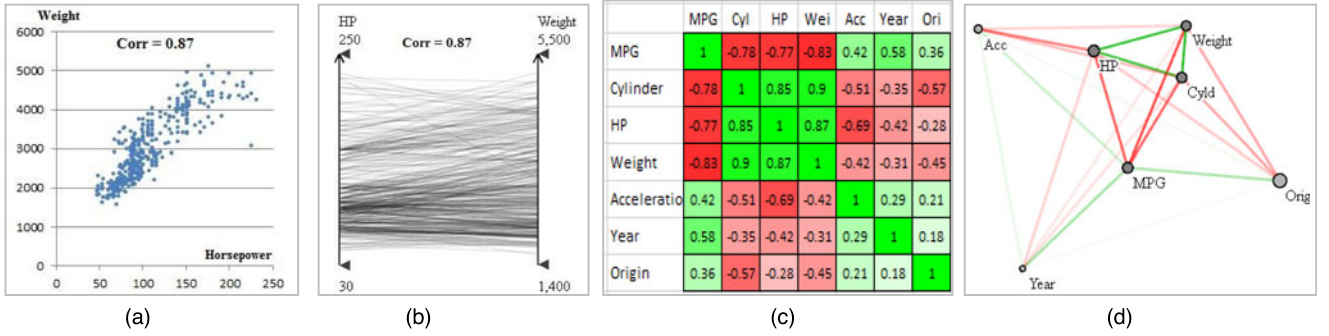 Weight
Corr = 0.87
6000
5000
4000
3000
2000
1000
0
Horsepower
0 50 100 150 200 250
(a)
HP Weight
250 Corr = 0.87 5,500
30 1,400
(b)
MPG Cyl HP Wei Acc Year Ori
MPG 1 -0.78 -0.77 -0.83 0.42 0.58 0.36
Cylinder -0.78 1 0.85 0.9 -0.51 -0.35 -0.57
HP -0.77 0.85 1 0.87 -0.69 -0.42 -0.28
Weight -0.83 0.9 0.87 1 -0.42 -0.31 -0.45
Acceleratio 0.42 -0.51 -0.69 -0.42 1 0.29 0.21
Year 0.58 -0.35 -0.42 -0.31 0.29 1 0.18
Origin 0.36 -0.57 -0.28 -0.45 0.21 0.18 1
(c)
Acc
Weight
HP
Cyld
MPG
Orig
Year
(d)